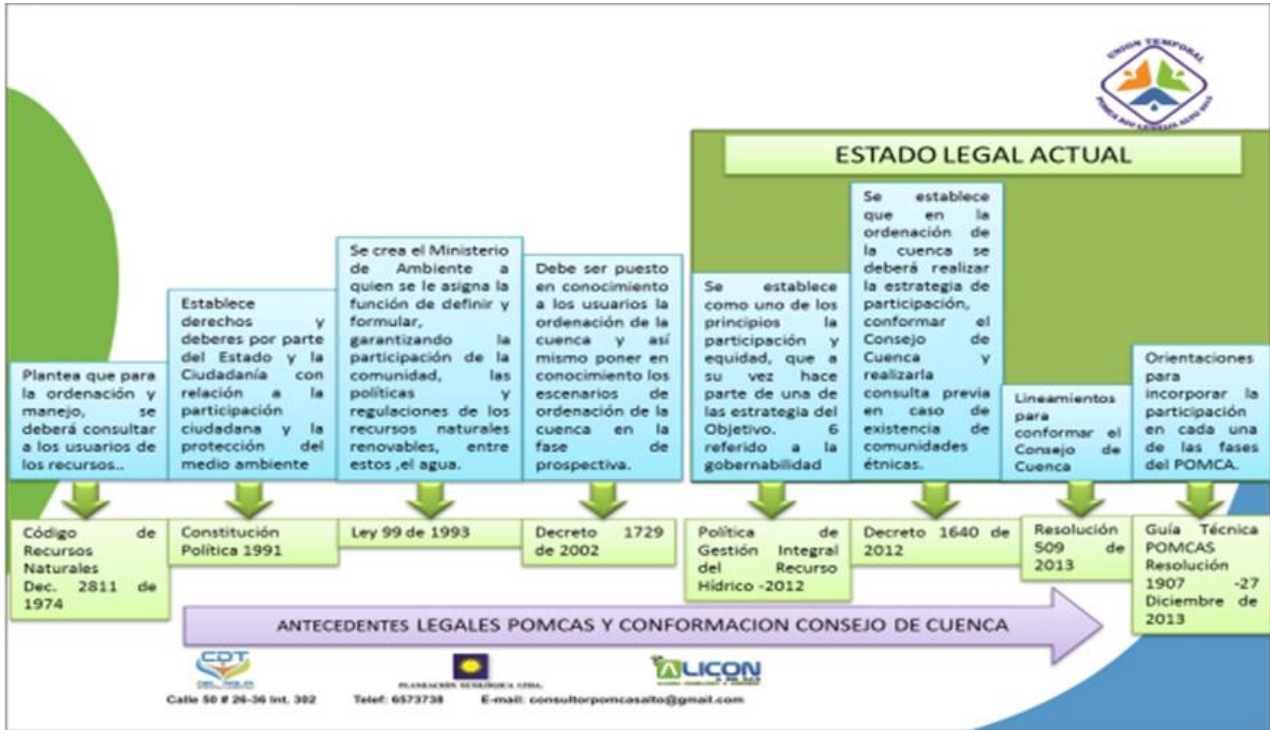 UNION TEMPORAL
ESTADO LEGAL ACTUAL
Plantea que para
la ordenación y
manejo, se
deberá consultar
a los usuarios de
los recursos..
Establece
derechos y
deberes por parte
del Estado y la
Ciudadanía con
relación a la
participación
ciudadana y la
protección del
medio ambiente
Se crea el Ministerio
de Ambiente a
quien se le asigna la
función de definir y
formular,
garantizando la
participación de la
comunidad, las
políticas y
regulaciones de los
recursos naturales
renovables, entre
estos ,el agua.
Debe ser puesto
en conocimiento
a los usuarios la
ordenación de la
cuenca y así
mismo poner en
conocimiento los
escenarios de
ordenación de la
cuenca en la
fase de
prospectiva.
Se establece
como uno de los
principios la
participación y
equidad, que a
su vez hace
parte de una de
las estrategia del
Objetivo. 6
referido a la
gobernabilidad
Se establece
que en la
ordenación de
la cuenca se
deberá realizar
la estrategia de
participación,
conformar el
Consejo de
Cuenca y
realizarla
consulta previa
en caso de
existencia de
comunidades
étnicas.
Lineamientos
para
conformar el
Consejo de
Cuenca
Orientaciones
para
incorporar la
participación
en cada una
de las fases
del POMCA.
Código de
Recursos
Naturales
Dec. 2811 de
1974
Constitución
Política 1991
Ley 99 de 1993
Decreto 1729
de 2002
Política de
Gestión Integral
del Recurso
Hídrico -2012
Decreto 1640 de
2012
Resolución
509 de
2013
Guía Técnica
POMCAS
Resolución
1907 -27
Diciembre de
2013
ANTECEDENTES LEGALES POMCAS Y CONFORMACION CONSEJO DE CUENCA
CDT
DEL AGUA
PLANEACIÓN ECOLÓGICA LTDA.
ALICON
Calle 50 # 26-36 Int. 302 Telef: 6573738 E-mail: consultorpomcasalto@gmail.com